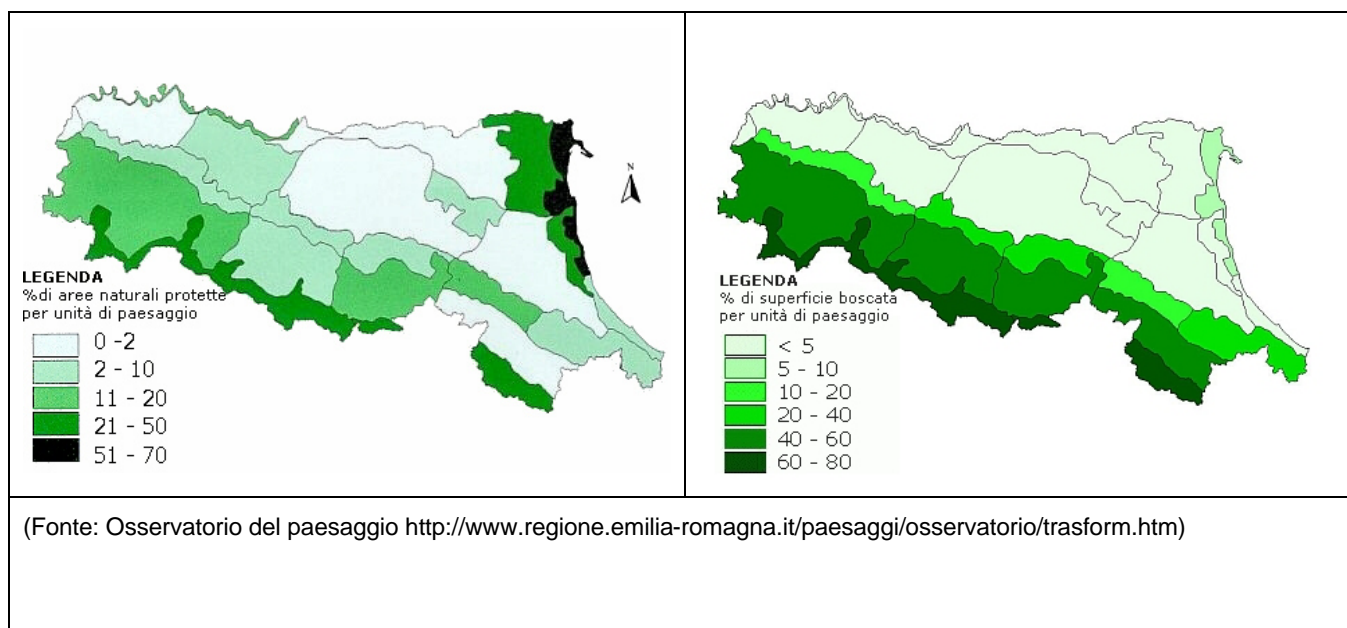 N
LEGENDA
%di aree naturali protette
per unità di paesaggio
0 -2
2 - 10
11 - 20
21 - 50
51 - 70
LEGENDA
% di superficie boscata
per unità di paesaggio
< 5
5 - 10
10 - 20
20 - 40
40 - 60
60 - 80
(Fonte: Osservatorio del paesaggio http://www.regione.emilia-romagna.it/paesaggi/osservatorio/trasform.htm)